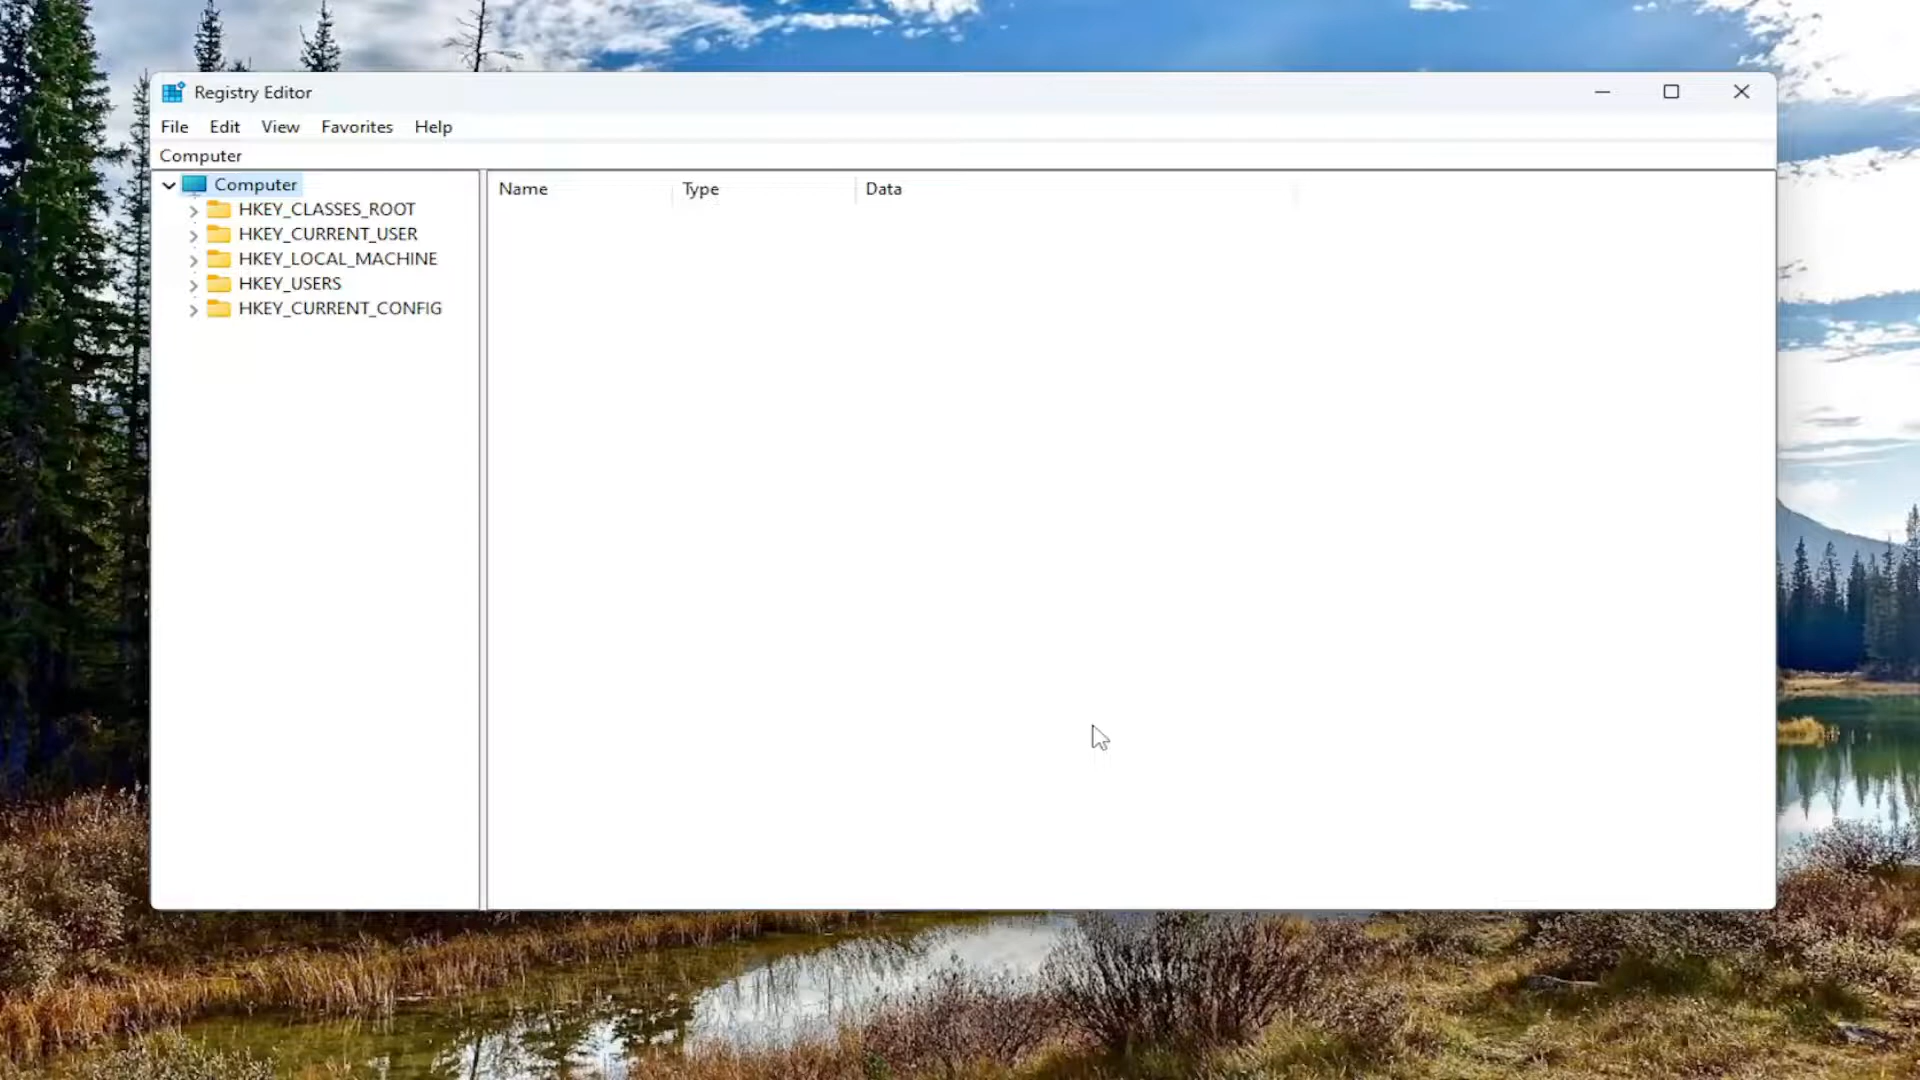 Registry Editor
File Edit View Favorites Help
Computer
Computer
HKEY_CLASSES_ROOT
HKEY_CURRENT_USER
HKEY_LOCAL_MACHINE
HKEY_USERS
HKEY_CURRENT_CONFIG
Name Type Data